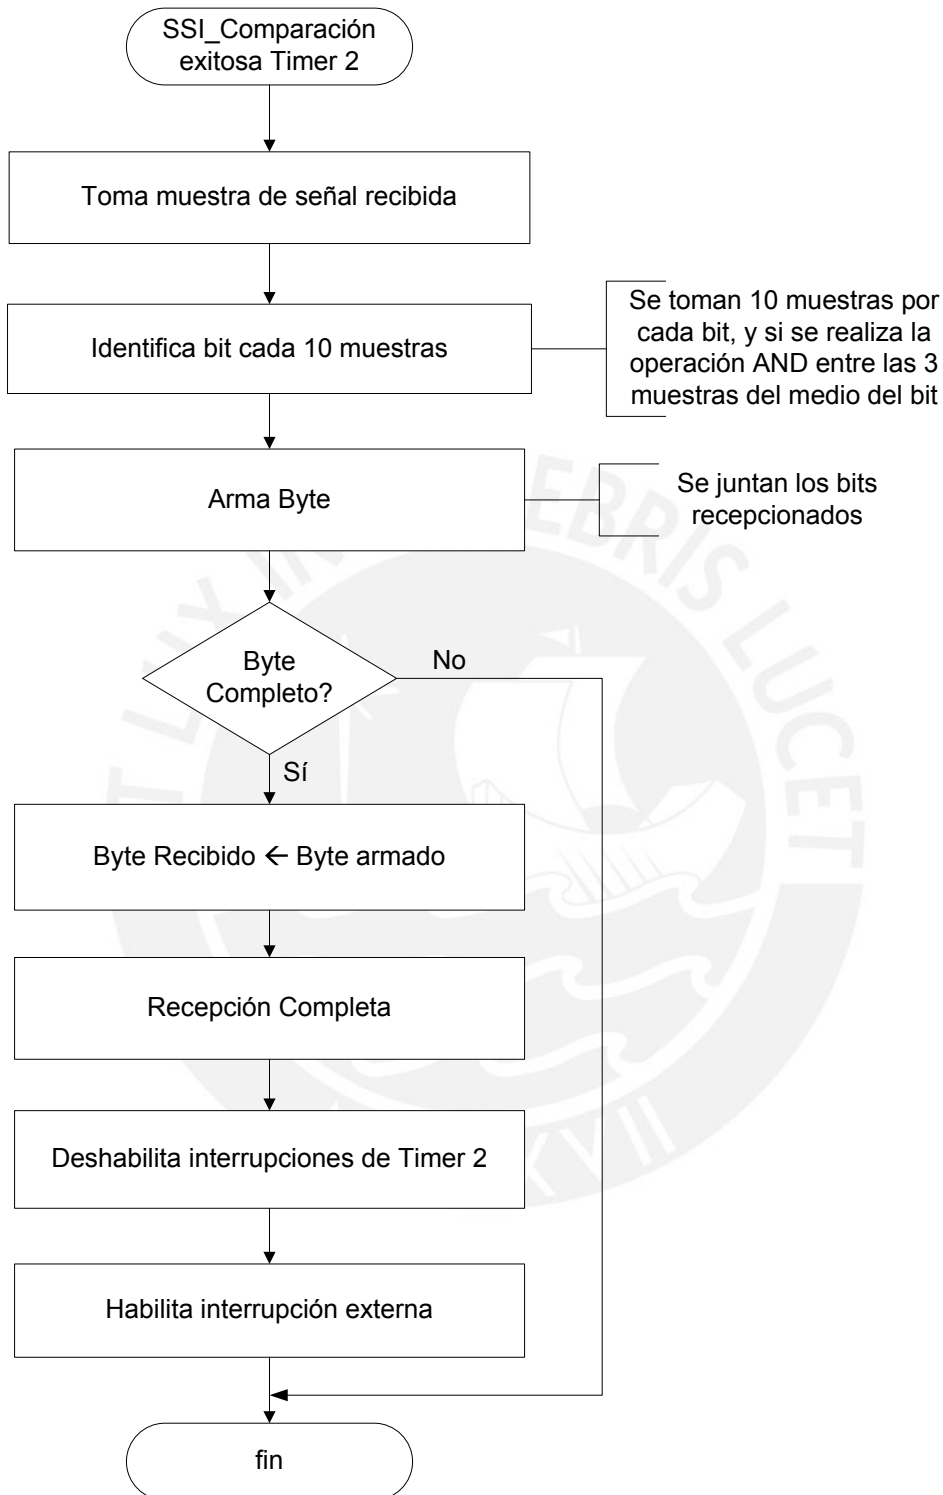 SSI_Comparación
exitosa Timer 2
Toma muestra de señal recibida
Identifica bit cada 10 muestras
Se toman 10 muestras por
cada bit, y si se realiza la
operación AND entre las 3
muestras del medio del bit
Arma Byte
Se juntan los bits
recepcionados
Byte
Completo?
No
Sí
Byte Recibido ← Byte armado
Recepción Completa
Deshabilita interrupciones de Timer 2
Habilita interrupción externa
fin